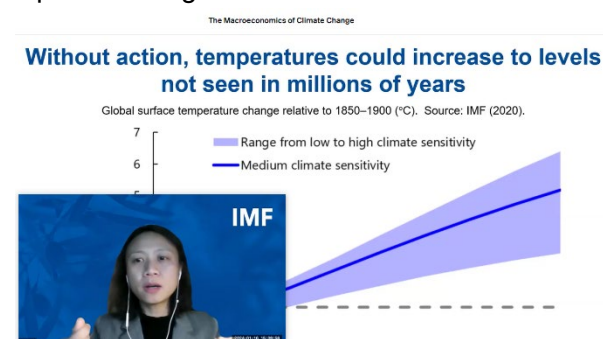 The Macroeconomics of Climate Change
Without action, temperatures could increase to levels
not seen in millions of years
Global surface temperature change relative to 1850–1900 (°C). Source: IMF (2020).
7
Range from low to high climate sensitivity
6
Medium climate sensitivity
IMF